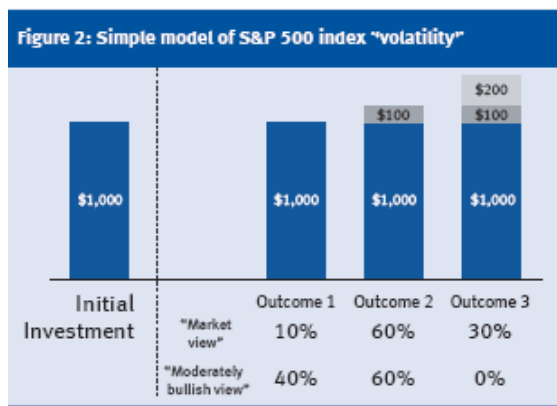 Figure 2: Simple model of S&P 500 index "volatility"
$200
$100 $100
$1,000 $1,000 $1,000 $1,000
Initial
Investment
Outcome 1 Outcome 2 Outcome 3
"Market
view" 10% 60% 30%
"Moderately
bullish view" 40% 60% 0%